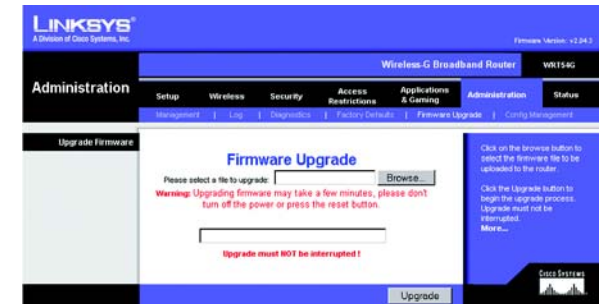 LINKSYS®
A Division of Cisco Systems, Inc.
Firmware Version: v2.04.3
Wireless-G Broadband Router WRT54G
Administration
Setup Wireless Security Access Restrictions Applications & Gaming Administration Status
Management | Log | Diagnostics | Factory Defaults | Firmware Upgrade | Config Management
Upgrade Firmware
Firmware Upgrade
Please select a file to upgrade: Browse...
Warning: Upgrading firmware may take a few minutes, please don't
turn off the power or press the reset button.
Upgrade must NOT be interrupted !
Upgrade
Click on the browse button to
select the firmware file to be
uploaded to the router.
Click the Upgrade button to
begin the upgrade process.
Upgrade must not be
interrupted.
More...
CISCO SYSTEMS